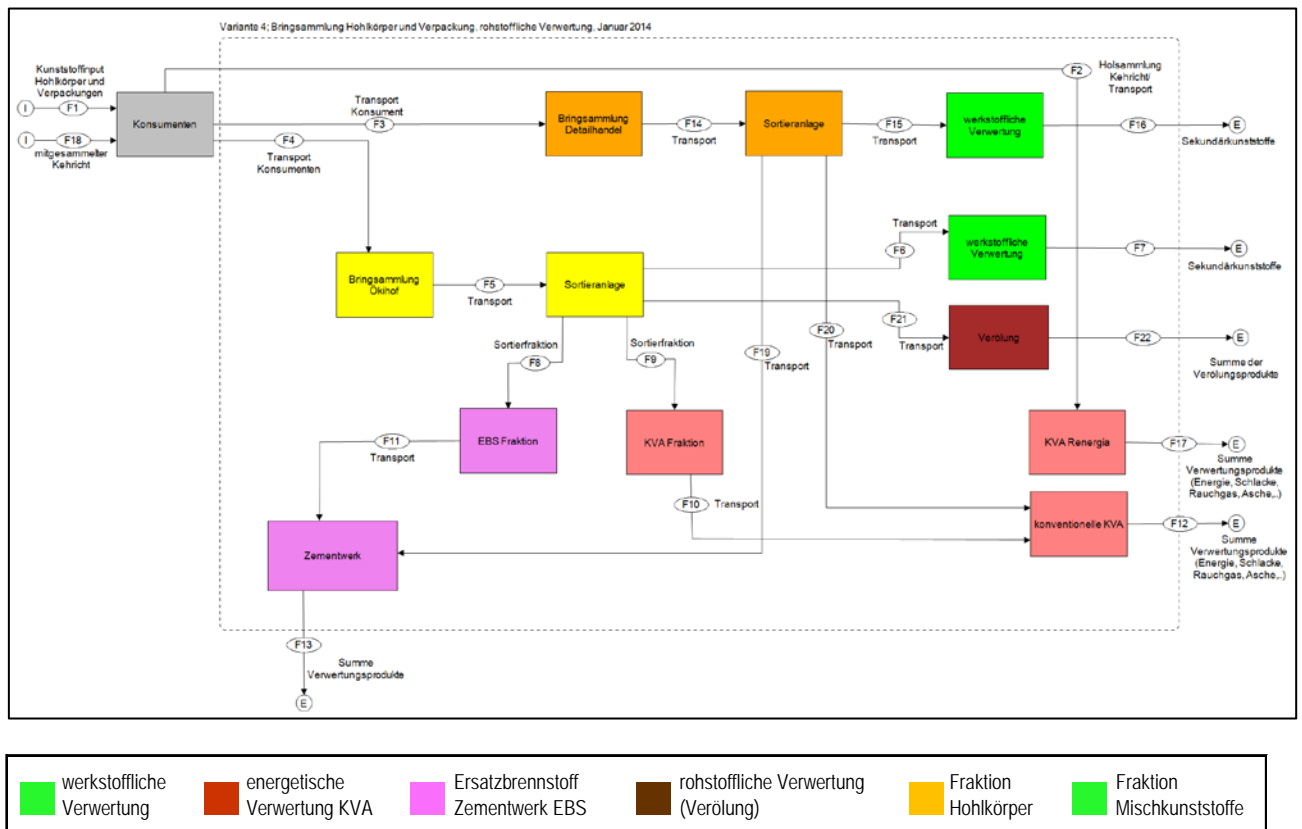 Variante 4; Bringsammlung Hohlkörper und Verpackung, rohstoffliche Verwertung, Januar 2014
Kunststoffinput
Hohlkörper und
Verpackungen
I
F1
I
F18
mitgesammelter
Kehricht
Konsumenten
Transport
Konsument
F3
F4
Transport
Konsumenten
Bringsammlung
Detailhandel
F14
Transport
Sortieranlage
F15
Transport
werkstoffliche
Verwertung
F2
Holsammlung
Kehricht/
Transport
F16
E
Sekundärkunststoffe
Bringsammlung
Ökihof
F5
Transport
Sortieranlage
Transport
F6
werkstoffliche
Verwertung
F7
E
Sekundärkunststoffe
F21
Transport
Verölung
F22
E
Summe der
Verölungsprodukte
Sortierfraktion
F8
Sortierfraktion
F9
F19
Transport
F20
Transport
EBS Fraktion
F11
Transport
KVA Fraktion
F10
Transport
KVA Renergia
F17
E
Summe
Verwertungsprodukte
(Energie, Schlacke,
Rauchgas, Asche,..)
konventionelle KVA
F12
E
Summe
Verwertungsprodukte
(Energie, Schlacke,
Rauchgas, Asche,..)
Zementwerk
F13
Summe
Verwertungsprodukte
E
werkstoffliche
Verwertung
energetische
Verwertung KVA
Ersatzbrennstoff
Zementwerk EBS
rohstoffliche Verwertung
(Verölung)
Fraktion
Hohlkörper
Fraktion
Mischkunststoffe